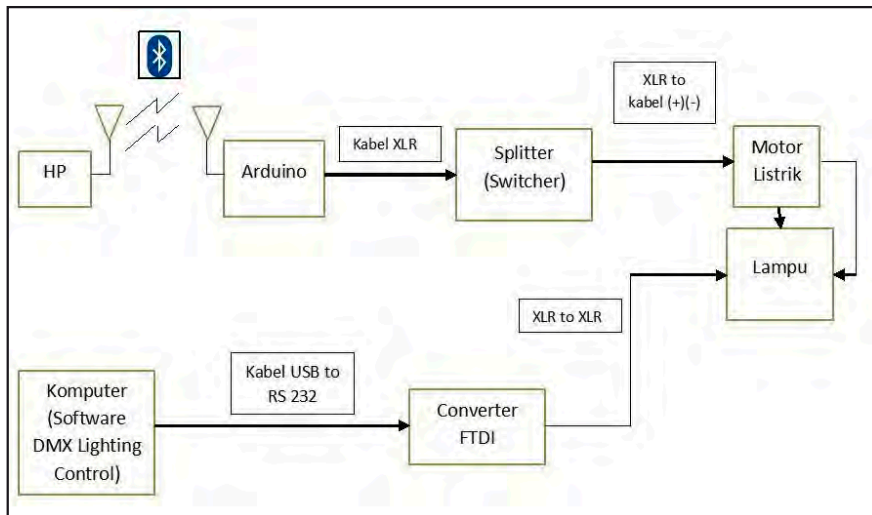 XLR to
kabel (+)(-)
Kabel XLR
HP
Arduino
Splitter
(Switcher)
Motor
Listrik
Lampu
XLR to XLR
Kabel USB to
RS 232
Komputer
(Software
DMX Lighting
Control)
Converter
FTDI